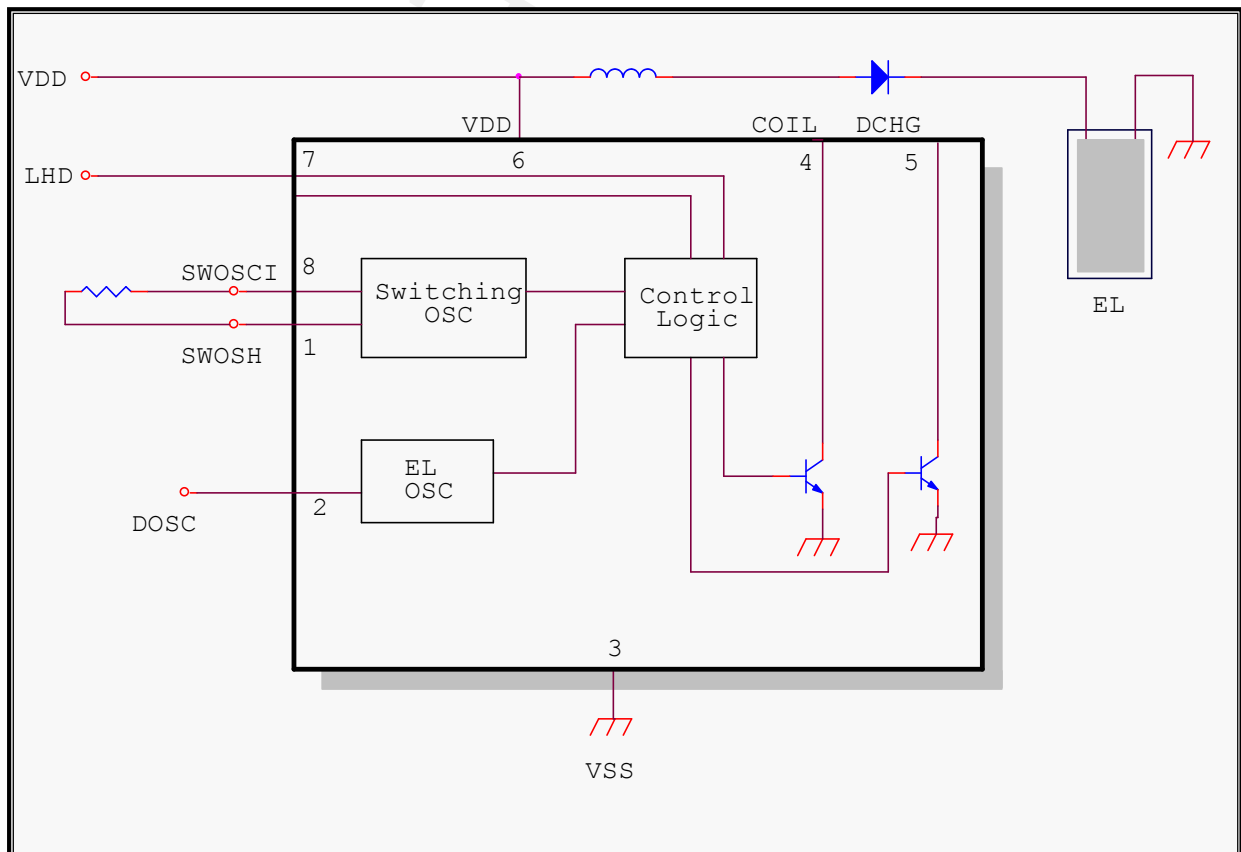 VDD
VDD
COIL
DCHG
7
6
4
5
LHD
SWOSCI
8
Switching
OSC
Control
Logic
EL
SWOSH
1
EL
OSC
2
DOSC
3
VSS